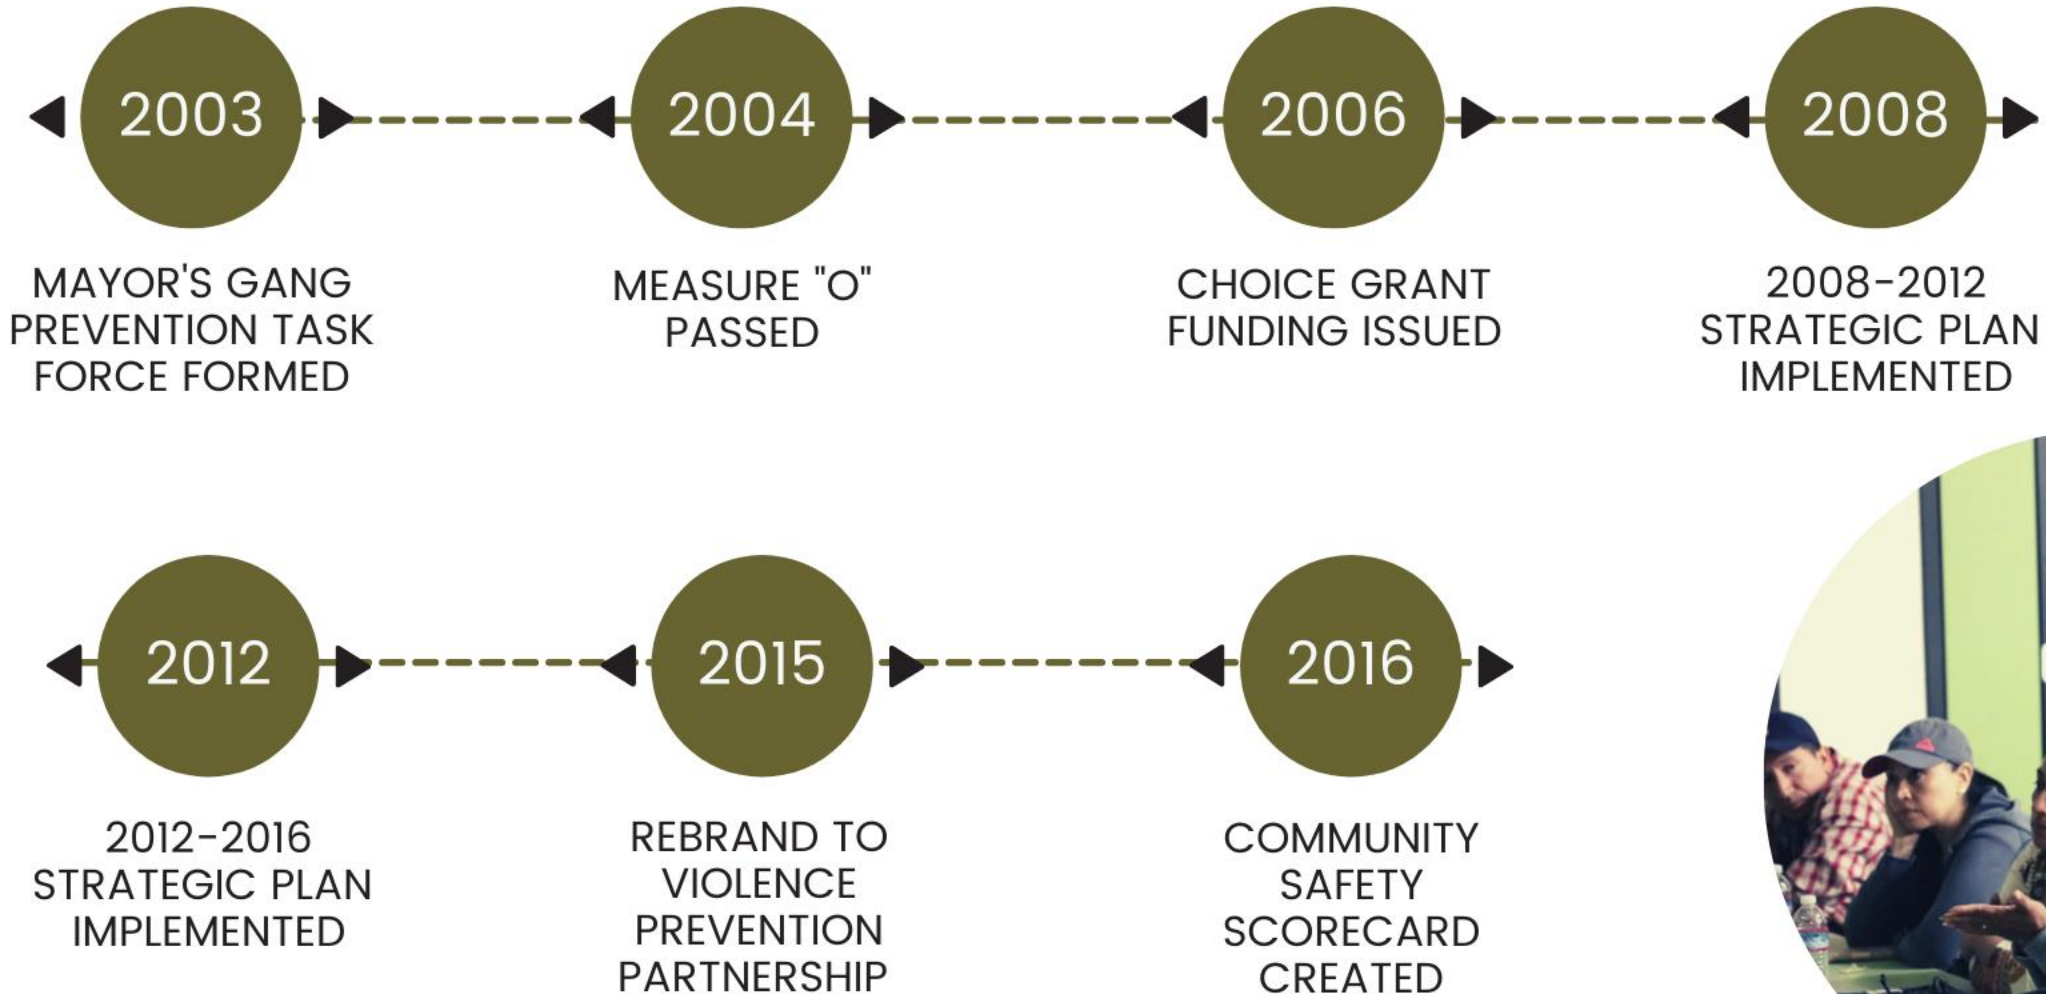 2003
MAYOR'S GANG
PREVENTION TASK
FORCE FORMED
2004
MEASURE "O"
PASSED
2006
CHOICE GRANT
FUNDING ISSUED
2008
2008-2012
STRATEGIC PLAN
IMPLEMENTED
2012
2012-2016
STRATEGIC PLAN
IMPLEMENTED
2015
REBRAND TO
VIOLENCE
PREVENTION
PARTNERSHIP
2016
COMMUNITY
SAFETY
SCORECARD
CREATED